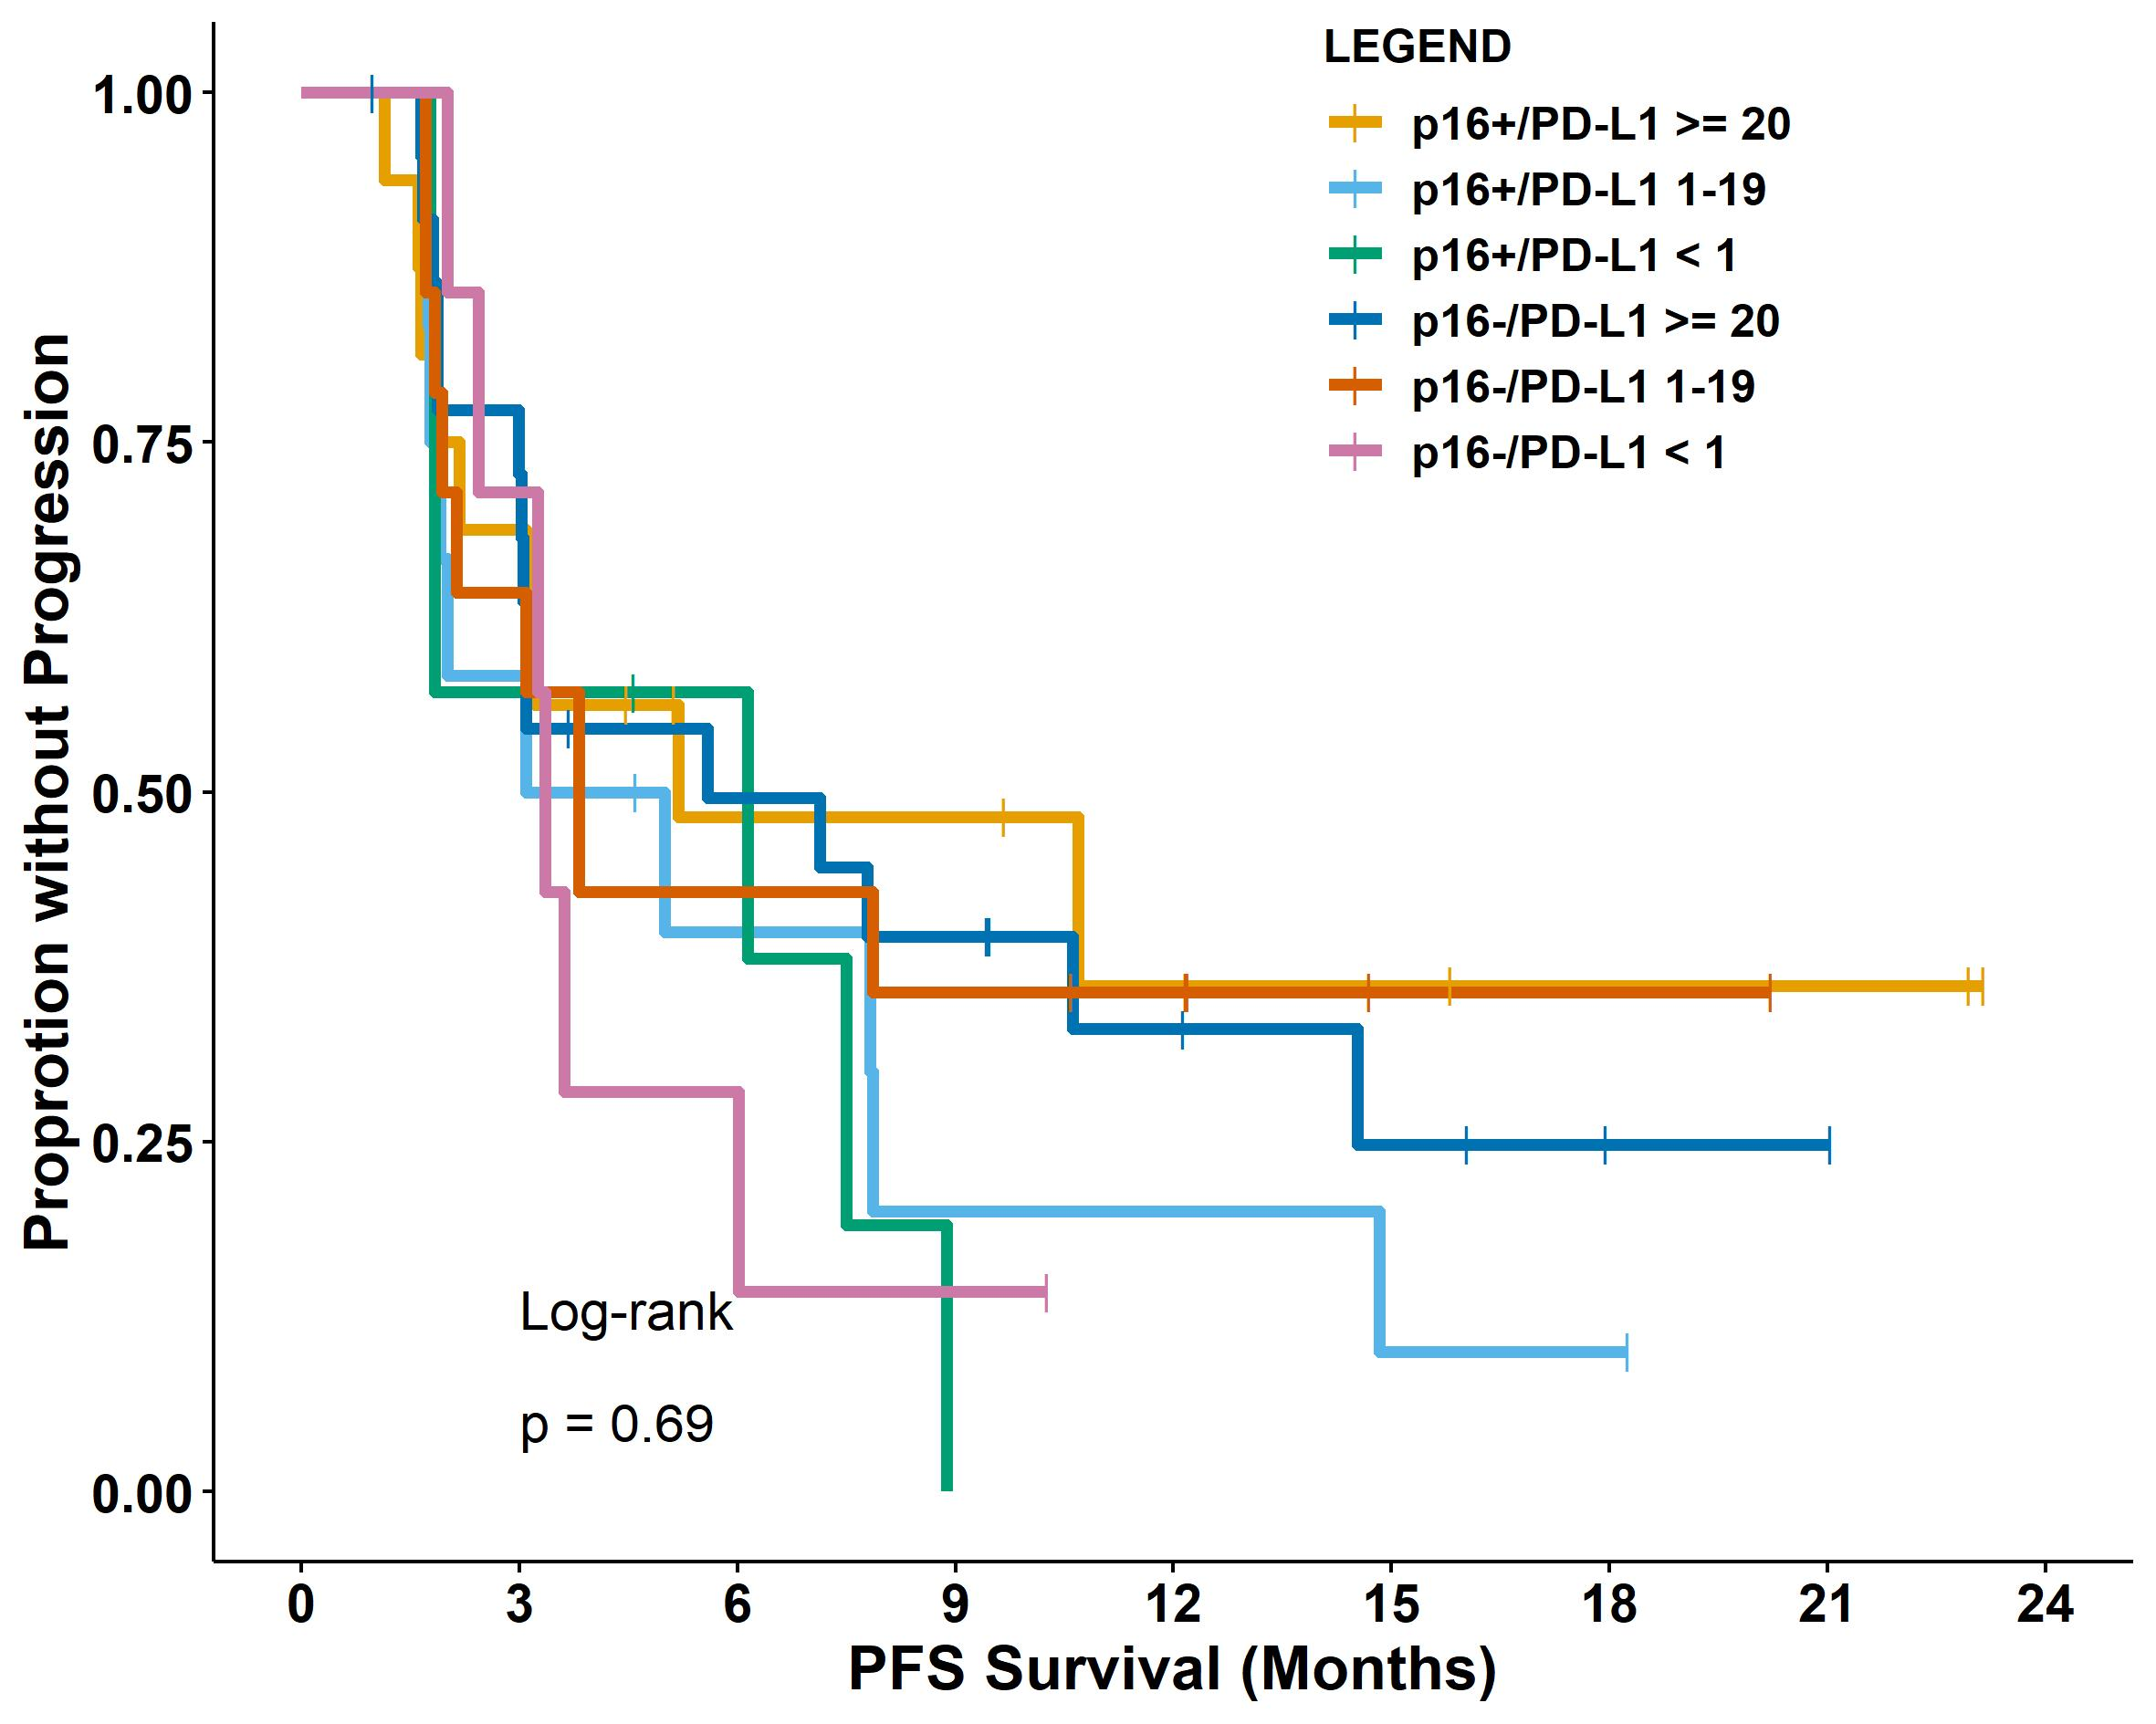 LEGEND
p16+/PD-L1 >= 20
p16+/PD-L1 1-19
p16+/PD-L1 < 1
p16-/PD-L1 >= 20
p16-/PD-L1 1-19
p16-/PD-L1 < 1
Proprotion without Progression
1.00
0.75
0.50
0.25
0.00
Log-rank
p = 0.69
0 3 6 9 12 15 18 21 24
PFS Survival (Months)